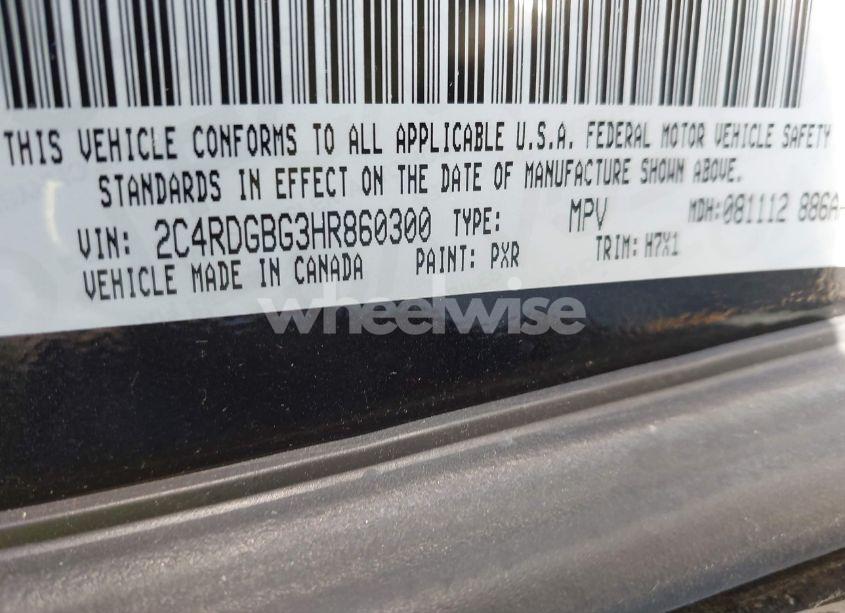 THIS VEHICLE CONFORMS TO ALL APPLICABLE U.S.A. FEDERAL MOTOR VEHICLE SAFETY
STANDARDS IN EFFECT ON THE DATE OF MANUFACTURE SHOWN ABOVE.
VIN: 2C4RDGBG3HR860300 TYPE: MPV MDH: 081112 886A-
VEHICLE MADE IN CANADA PAINT: PXR TRIM: H7X1
wheelwise